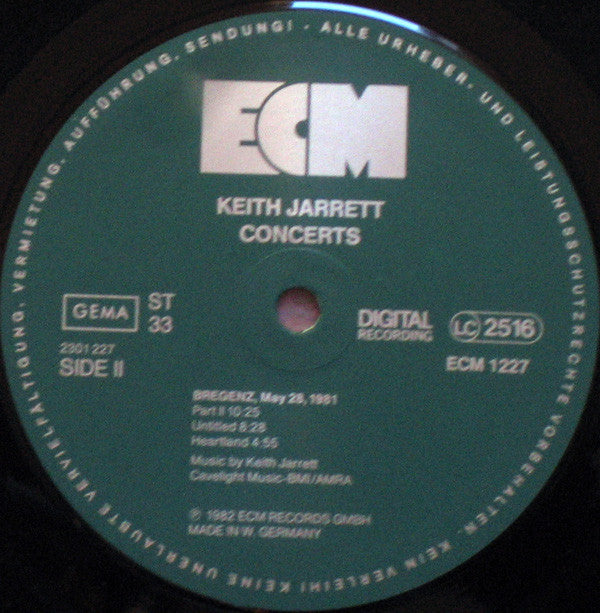 ALLE URHEBER- UND LEISTUNGSSCHUTZRECHTE VORBEHALTEN. KEIN VERLEIH! KEINE UNERLAUBTE VERVIELFÄLTIGUNG, VERMIETUNG, AUFFÜHRUNG, SENDUNG! -
ECM
KEITH JARRETT
CONCERTS
GEMA
ST
33
DIGITAL
RECORDING
LC 2516
2301 227
SIDE II
ECM 1227
BREGENZ, May 28, 1981
Part II 10:25
Untitled 8:28
Heartland 4:55
Music by Keith Jarrett
Cavelight Music-BMI/AMRA
℗ 1982 ECM RECORDS GMBH
MADE IN W. GERMANY